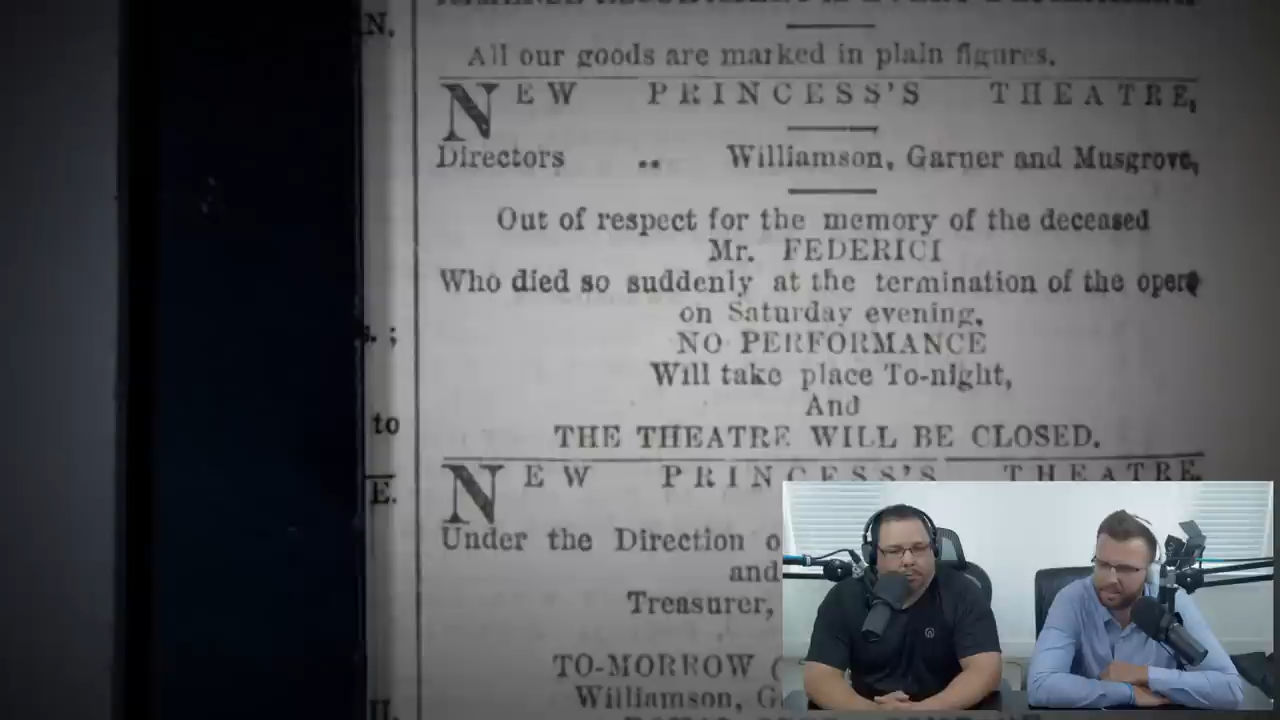 N.
All our goods are marked in plain figures.
NEW PRINCESS'S THEATRE,
Directors .. Williamson, Garner and Musgrove,
Out of respect for the memory of the deceased
Mr. FEDERICI
Who died so suddenly at the termination of the opera
on Saturday evening,
NO PERFORMANCE
Will take place To-night,
And
THE THEATRE WILL BE CLOSED.
NEW PRINCESS'S THEATRE
Under the Direction o
and
Treasurer,
TO-MORROW (
Williamson, G
s. ;
to
E.
H.